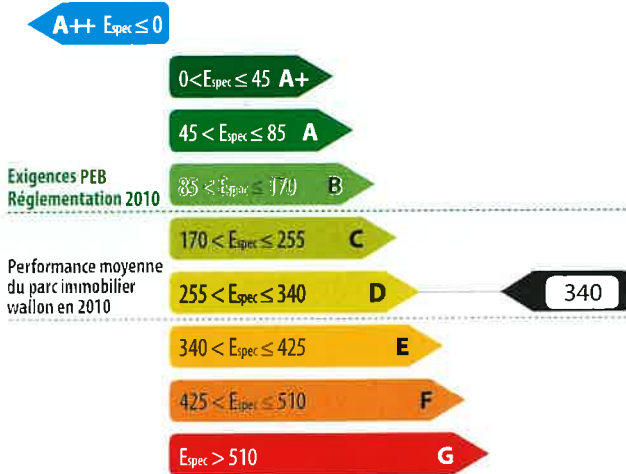 A++ Espec ≤ 0
0 < Espec ≤ 45 A+
45 < Espec ≤ 85 A
Exigences PEB
Réglementation 2010
85 < Espec ≤ 170 B
170 < Espec ≤ 255 C
Performance moyenne
du parc immobilier
wallon en 2010
255 < Espec ≤ 340 D
340
340 < Espec ≤ 425 E
425 < Espec ≤ 510 F
Espec > 510 G